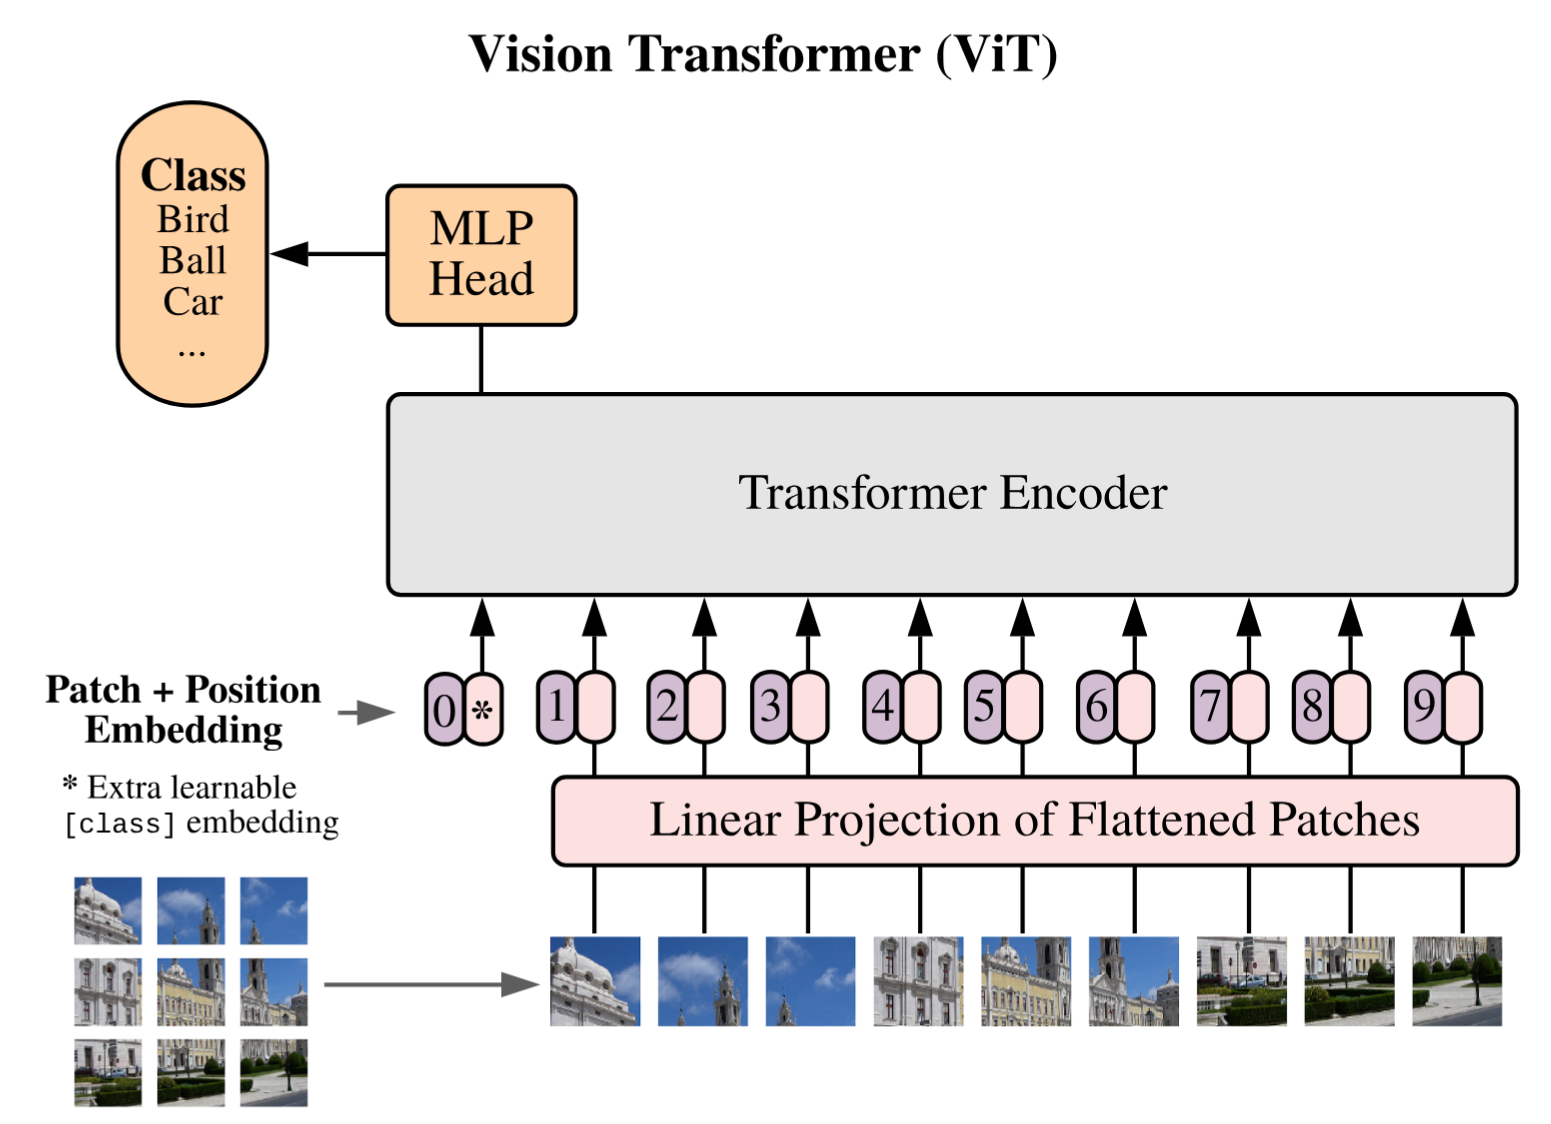 Vision Transformer (ViT)
Class
Bird
Ball
Car
...
MLP
Head
Transformer Encoder
Patch + Position
Embedding
* Extra learnable
[class] embedding
0 * 1 2 3 4 5 6 7 8 9
Linear Projection of Flattened Patches